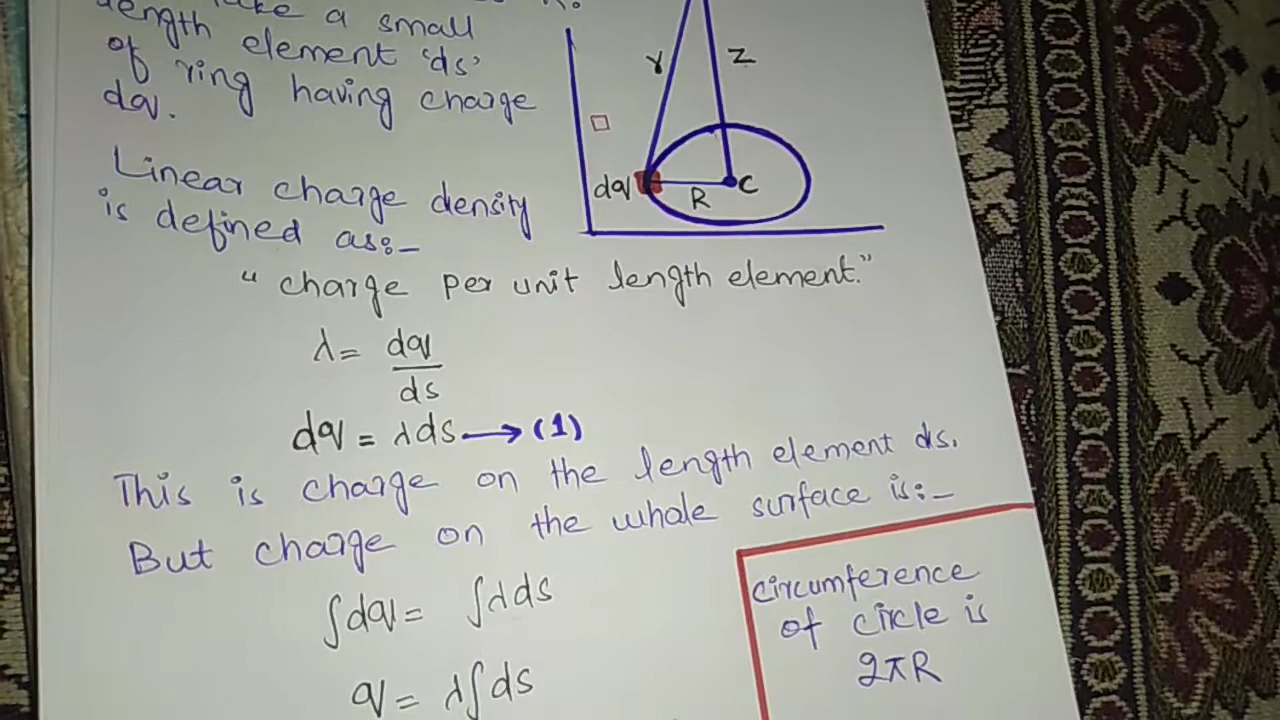 a small
length element 'ds'
of ring having charge
dq.
r
z
dq
R
C
Linear charge density
is defined as:-
"charge per unit length element."
λ = dq
ds
dq = λds → (1)
This is charge on the length element ds.
But charge on the whole surface is:-
∫dq = ∫λds
q = λ∫ds
circumference
of circle is
2πR